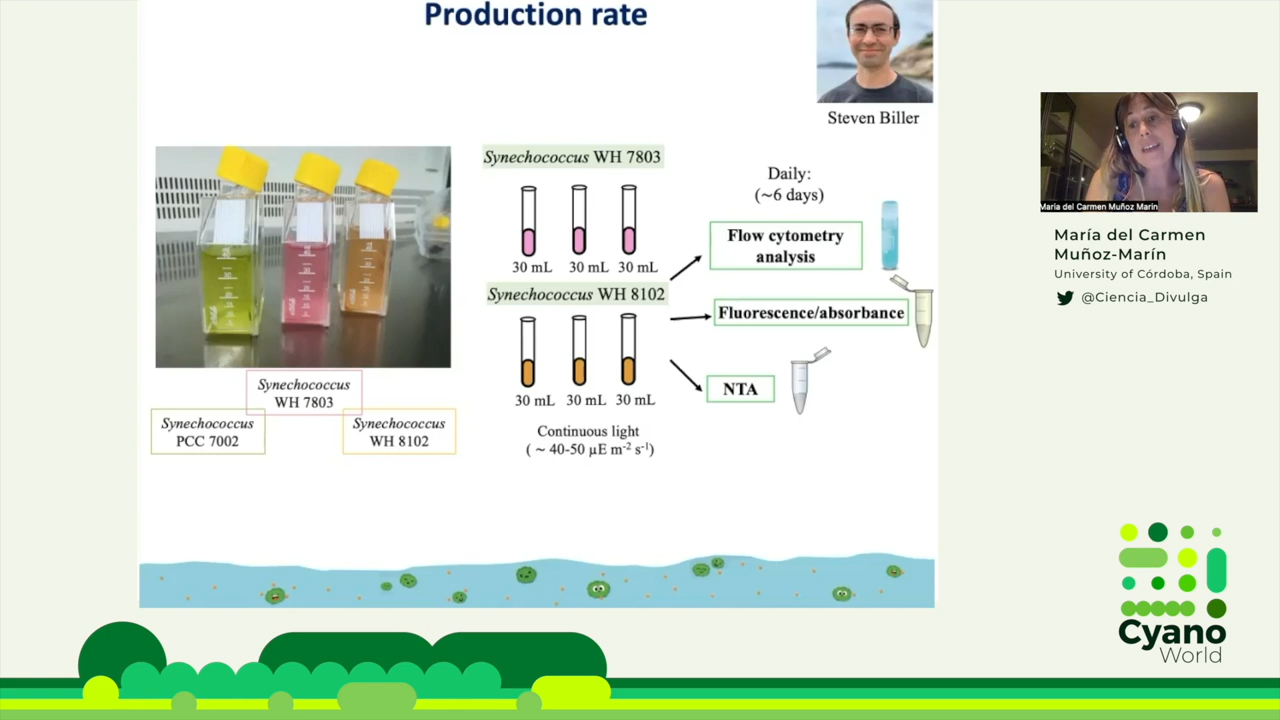 Production rate
Steven Biller
Synechococcus WH 7803
30 mL 30 mL 30 mL
Synechococcus WH 8102
30 mL 30 mL 30 mL
Continuous light
( ~ 40-50 µE m-2 s-1)
Daily:
(~6 days)
Flow cytometry
analysis
Fluorescence/absorbance
NTA
Synechococcus
WH 7803
Synechococcus
PCC 7002
Synechococcus
WH 8102
María del Carmen Muñoz Marín
María del Carmen
Muñoz-Marín
University of Córdoba, Spain
@Ciencia_Divulga
Cyano
World